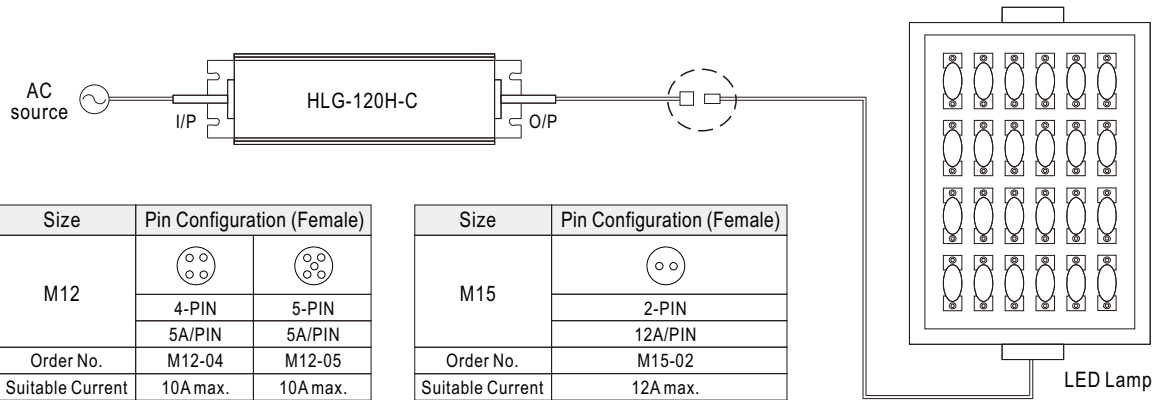 AC
source
I/P
HLG-120H-C
O/P
LED Lamp
Size Pin Configuration (Female)
M12
4-PIN 5-PIN
5A/PIN 5A/PIN
Order No. M12-04 M12-05
Suitable Current 10A max. 10A max.
Size Pin Configuration (Female)
M15
2-PIN
12A/PIN
Order No. M15-02
Suitable Current 12A max.